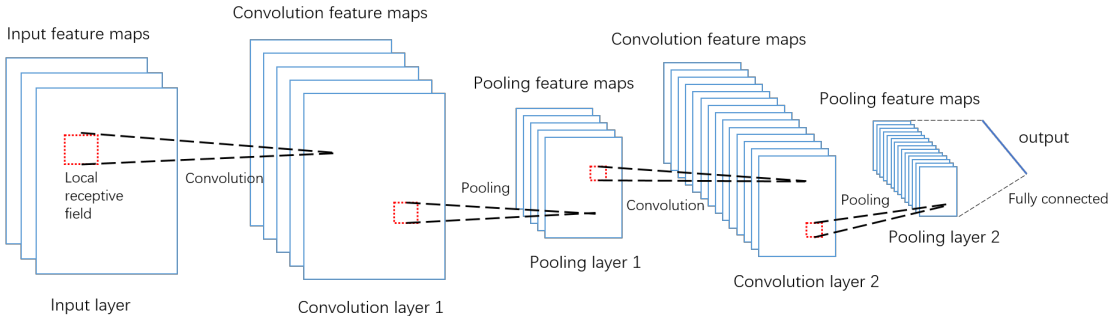 Convolution feature maps
Input feature maps
Convolution feature maps
Pooling feature maps
Pooling feature maps
output
Convolution
Local
receptive
field
Pooling
Convolution
Pooling
Fully connected
Pooling layer 2
Pooling layer 1
Convolution layer 2
Input layer
Convolution layer 1